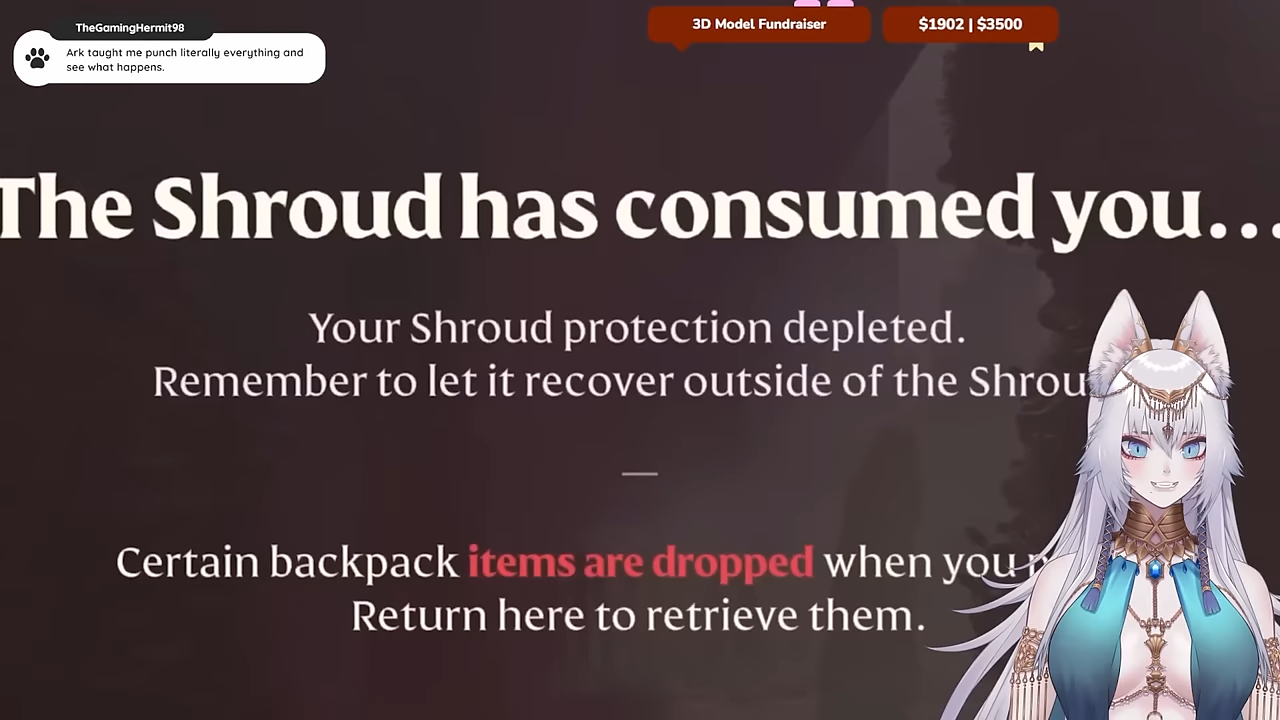 TheGamingHermit98
Ark taught me punch literally everything and
see what happens.
3D Model Fundraiser
$1902 | $3500
The Shroud has consumed you...
Your Shroud protection depleted.
Remember to let it recover outside of the Shrou
Certain backpack items are dropped when you
Return here to retrieve them.